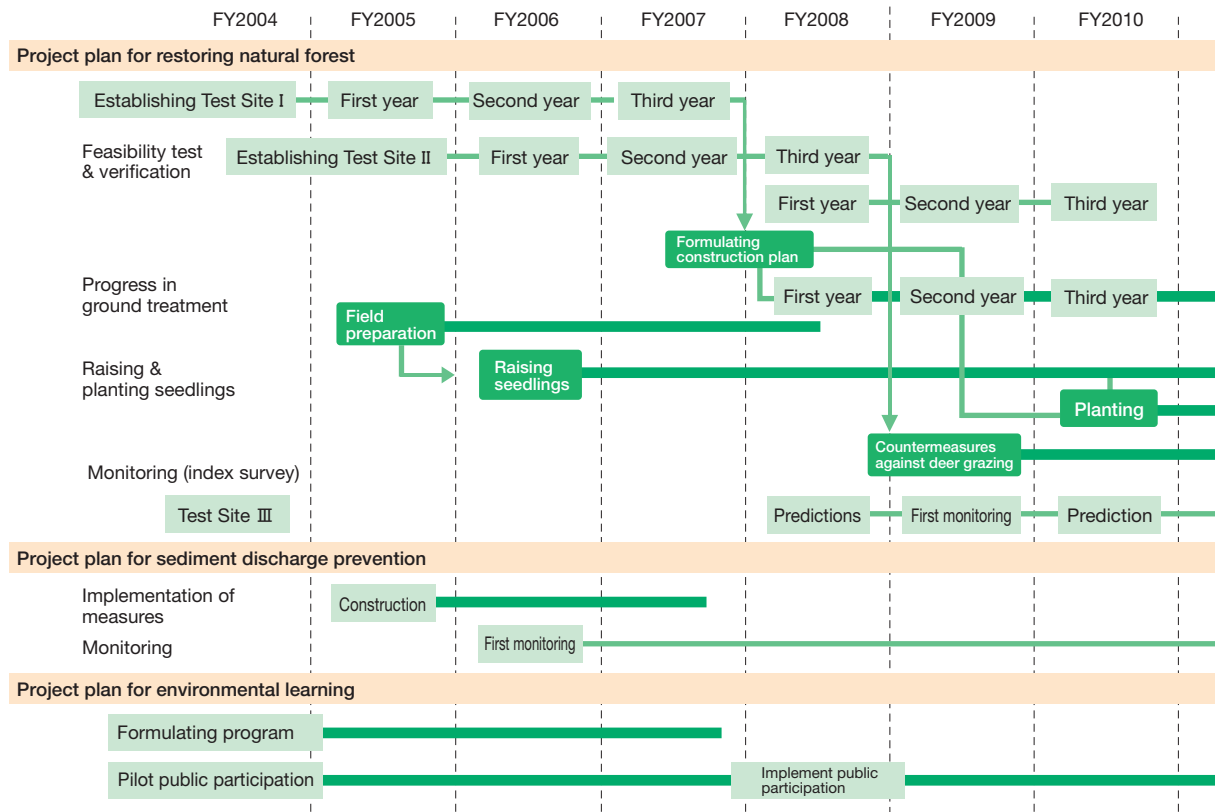 FY2004 FY2005 FY2006 FY2007 FY2008 FY2009 FY2010
Project plan for restoring natural forest
Establishing Test Site Ⅰ First year Second year Third year
Feasibility test
& verification
Establishing Test Site Ⅱ First year Second year Third year
First year Second year Third year
Formulating
construction plan
Progress in
ground treatment
First year Second year Third year
Field
preparation
Raising &
planting seedlings
Raising
seedlings
Planting
Countermeasures
against deer grazing
Monitoring (index survey)
Test Site Ⅲ Predictions First monitoring Prediction
Project plan for sediment discharge prevention
Implementation of
measures
Construction
Monitoring First monitoring
Project plan for environmental learning
Formulating program
Pilot public participation
Implement public
participation